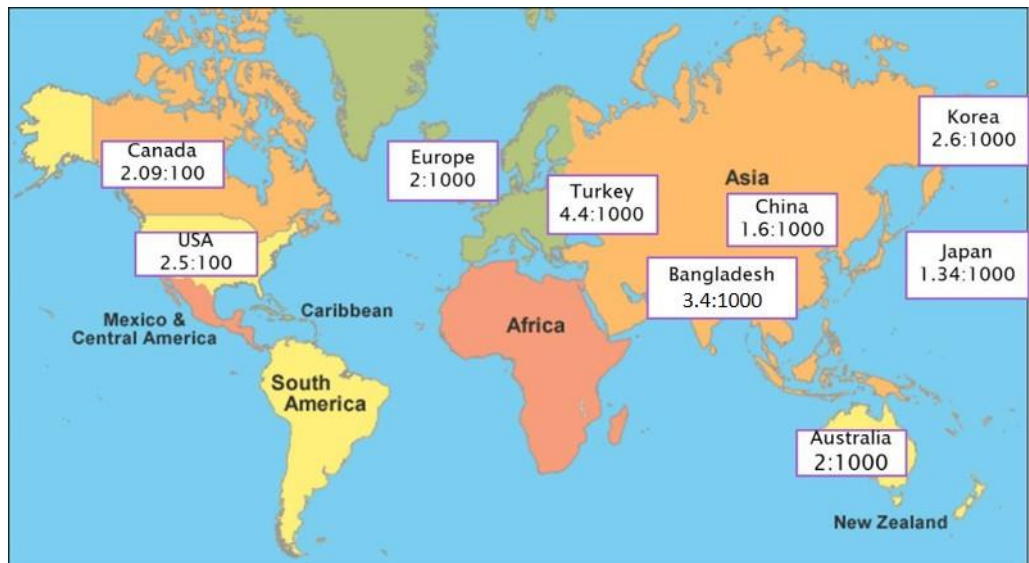 Canada
2.09:100
USA
2.5:100
Mexico &
Central America
Caribbean
South
America
Europe
2:1000
Turkey
4.4:1000
Africa
Asia
China
1.6:1000
Bangladesh
3.4:1000
Korea
2.6:1000
Japan
1.34:1000
Australia
2:1000
New Zealand